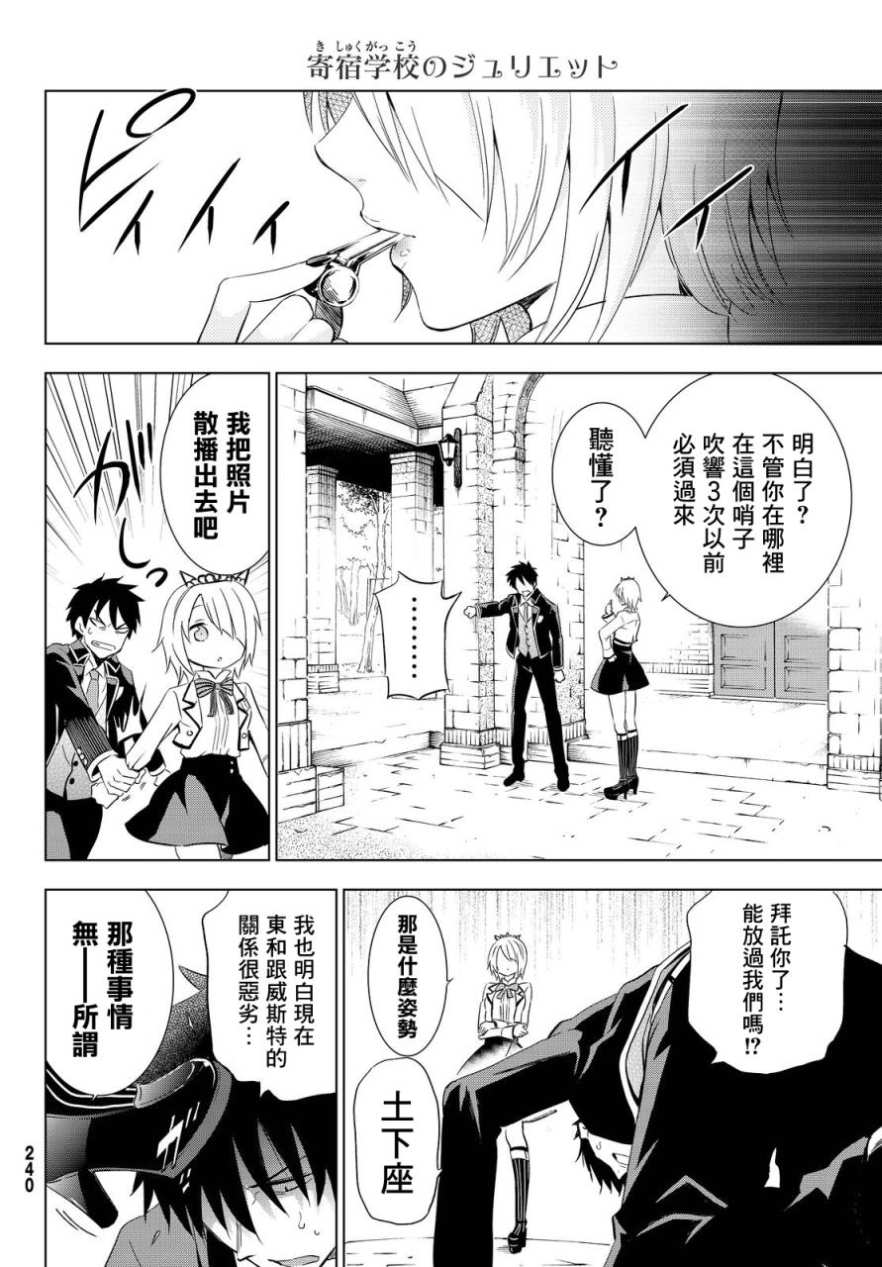 き しゅくがっ こう
寄宿学校のジュリエット
ピィィィィ
明白了?
不管你在哪裡
在這個哨子
吹響3次以前
必須過來
聽懂了?
………
我把照片
散播出去吧
ひっ
拜託你了…
能放過我們嗎!?
那是什麼姿勢
土下座
我也明白現在
東和跟威斯特的
關係很惡劣…
那種事情
無──所謂
240